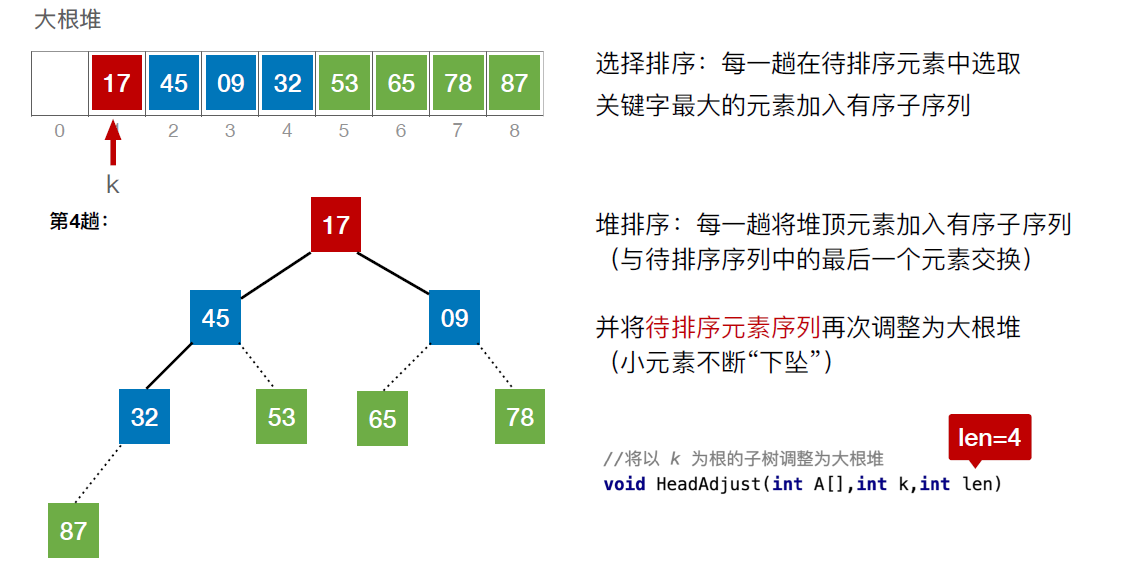 大根堆
17 45 09 32 53 65 78 87
0 1 2 3 4 5 6 7 8
k
第4趟：
17
45 09
32 53 65 78
87
选择排序：每一趟在待排序元素中选取
关键字最大的元素加入有序子序列
堆排序：每一趟将堆顶元素加入有序子序列
（与待排序序列中的最后一个元素交换）
并将待排序元素序列再次调整为大根堆
（小元素不断“下坠”）
len=4
//将以 k 为根的子树调整为大根堆
void HeadAdjust(int A[],int k,int len)